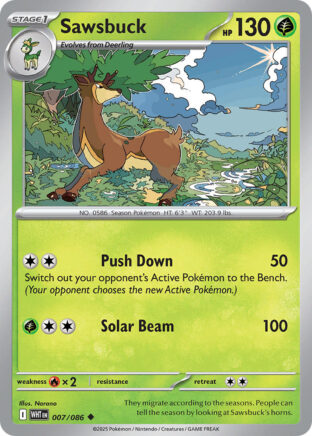 STAGE 1
Sawsbuck
HP 130
Evolves from Deerling
NO. 0586 Season Pokémon HT: 6'3" WT: 203.9 lbs.
Push Down 50
Switch out your opponent's Active Pokémon to the Bench.
(Your opponent chooses the new Active Pokémon.)
Solar Beam 100
weakness ×2 resistance retreat
Illus. Narano
I WHT EN 007/086
They migrate according to the seasons. People can
tell the season by looking at Sawsbuck's horns.
©2025 Pokémon / Nintendo / Creatures / GAME FREAK